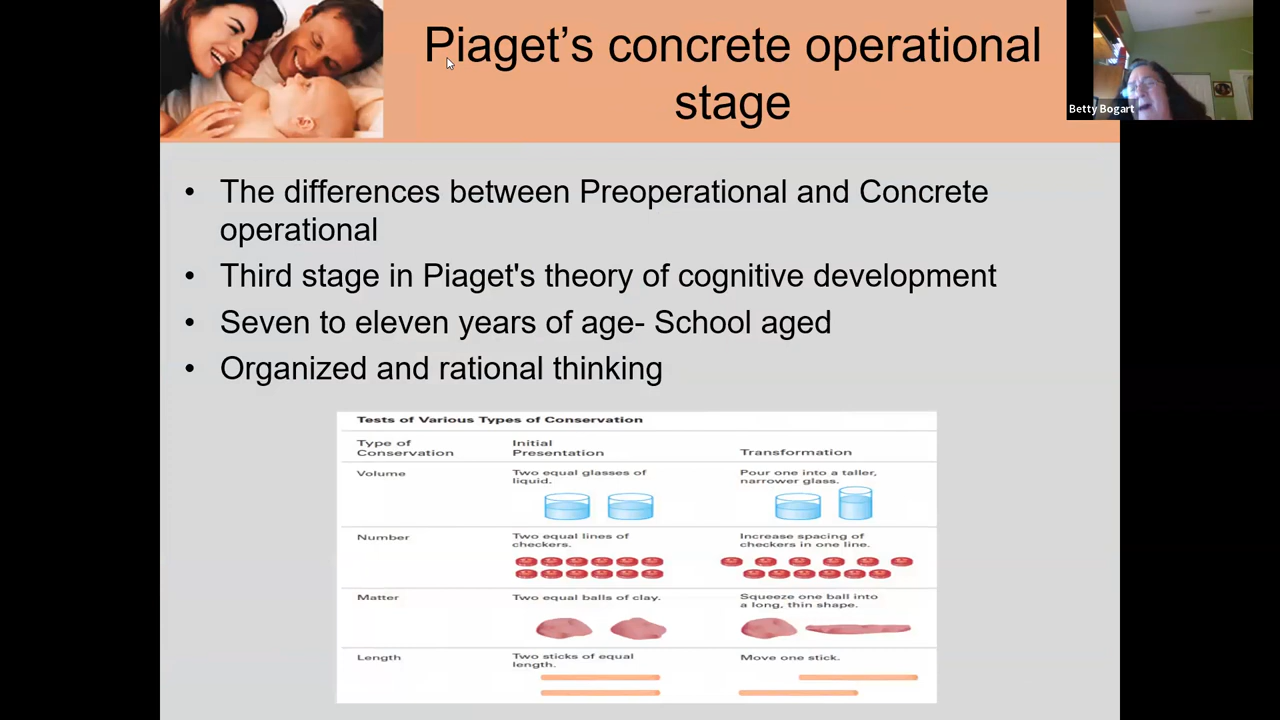 Piaget’s concrete operational
stage
Betty Bogart
• The differences between Preoperational and Concrete
operational
• Third stage in Piaget's theory of cognitive development
• Seven to eleven years of age- School aged
• Organized and rational thinking
Tests of Various Types of Conservation
Type of
Conservation
Initial
Presentation
Transformation
Volume
Two equal glasses of
liquid.
Pour one into a taller,
narrower glass.
Number
Two equal lines of
checkers.
Increase spacing of
checkers in one line.
Matter
Two equal balls of clay.
Squeeze one ball into
a long, thin shape.
Length
Two sticks of equal
length.
Move one stick.